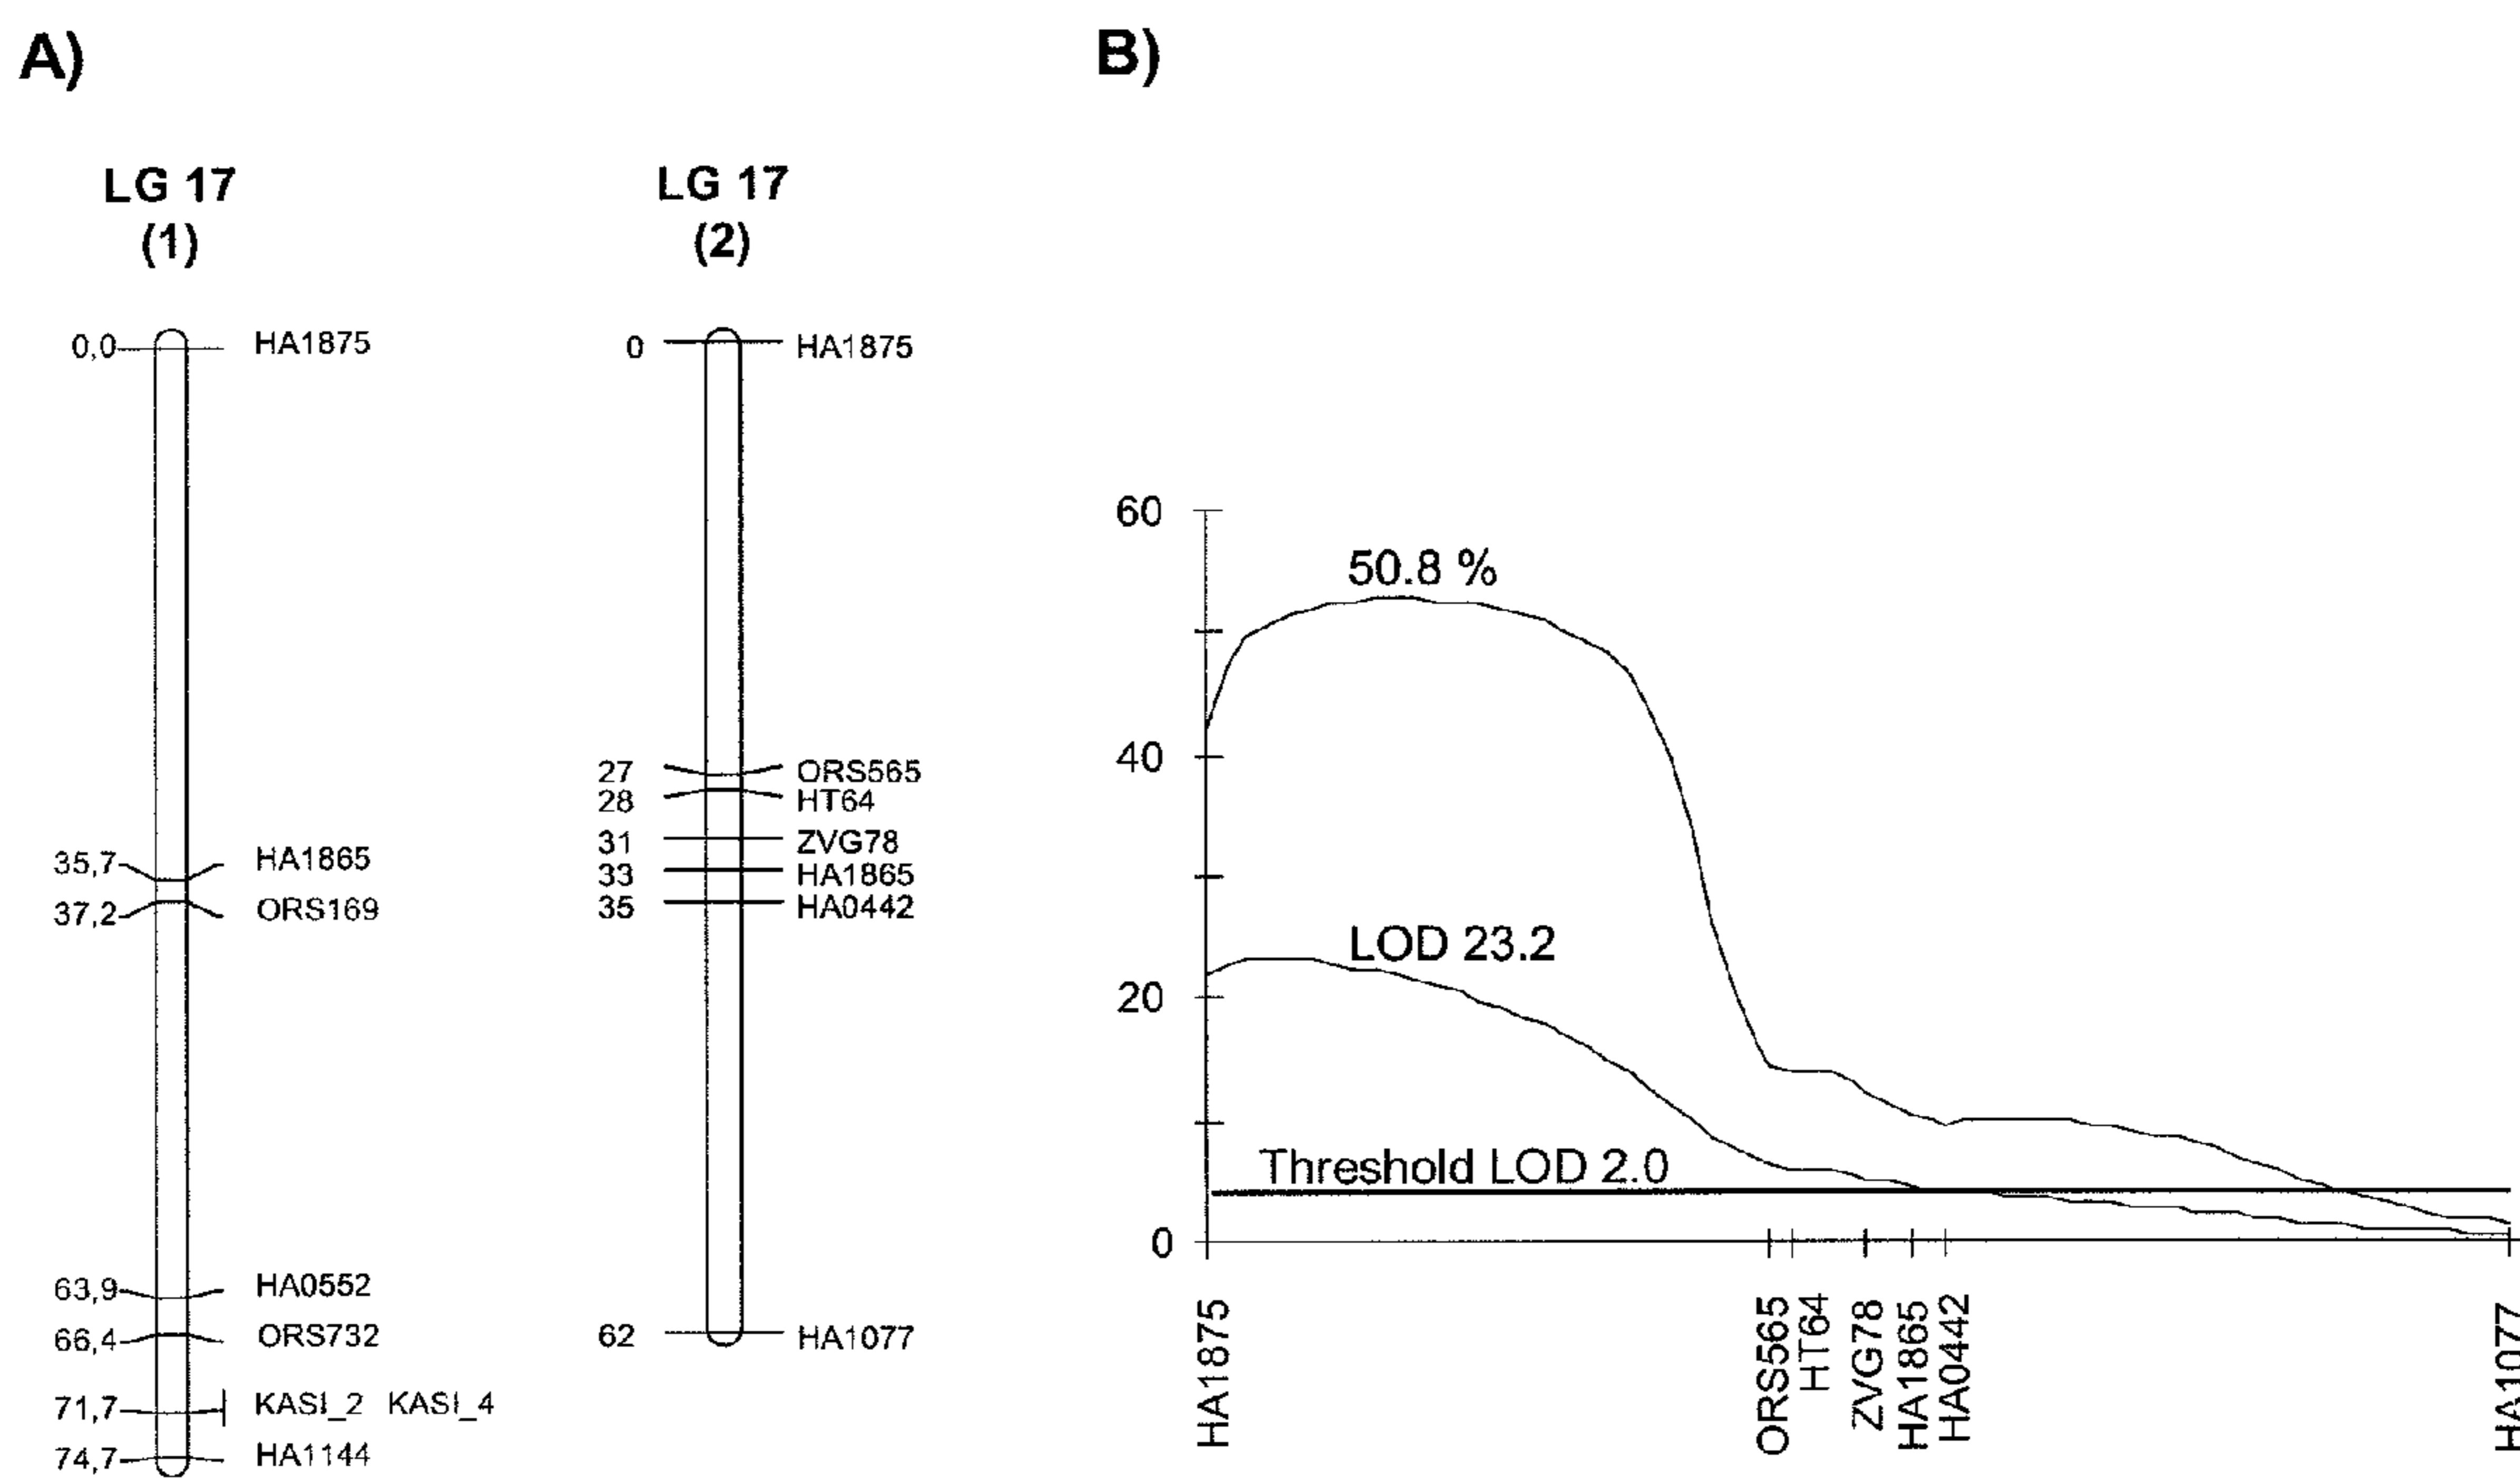 A)
B)
LG 17
(1)
LG 17
(2)
0,0 HA1875
35,7 HA1865
37,2 ORS169
63,9 HA0552
66,4 ORS732
71,7 KASI_2 KASI_4
74,7 HA1144
0 HA1875
27 ORS565
28 HT64
31 ZVG78
33 HA1865
35 HA0442
62 HA1077
60
50.8 %
40
LOD 23.2
20
Threshold LOD 2.0
0
HA1875
ORS565
HT64
ZVG78
HA1865
HA0442
HA1077